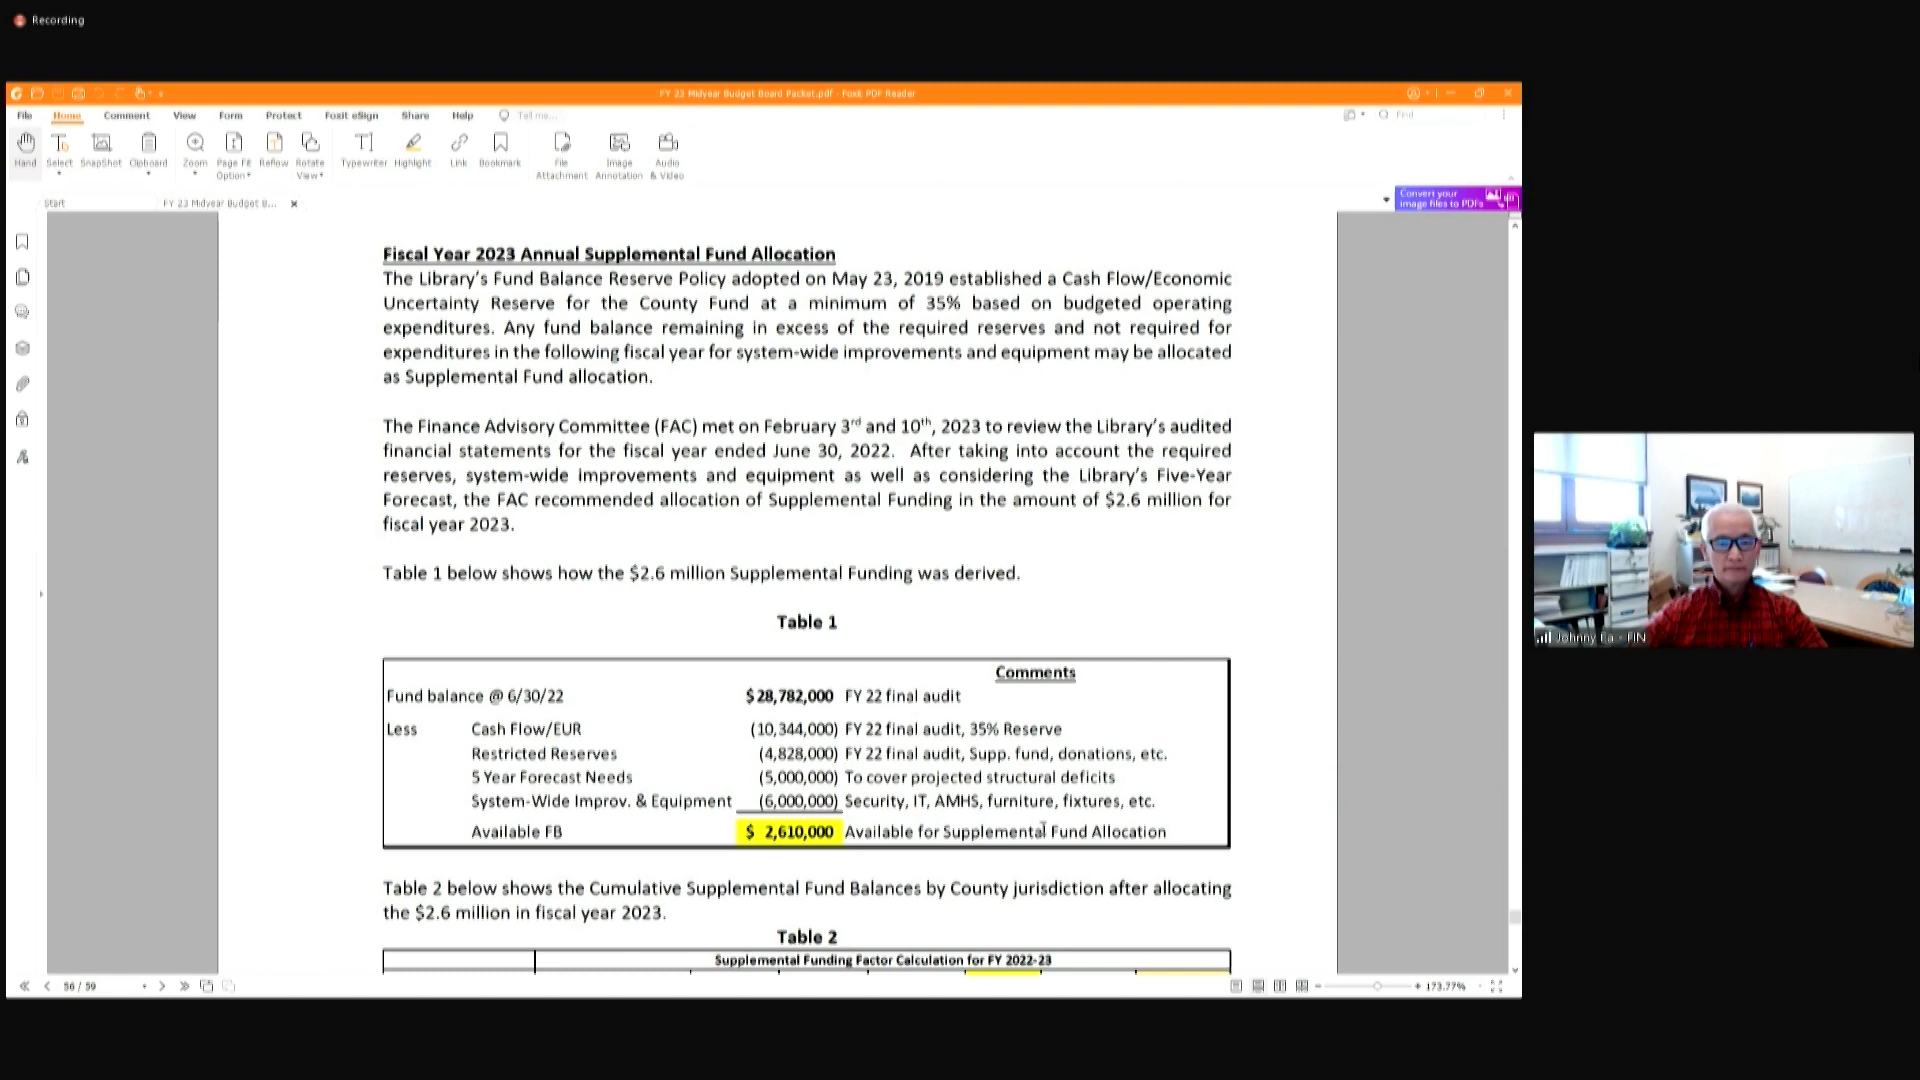 Recording
FY 23 Midyear Budget Board Packet.pdf - Foxit PDF Reader
File Home Comment View Form Protect Foxit eSign Share Help Tell me... Find
Hand Select SnapShot Clipboard Zoom Page Fit Option Reflow Rotate View Typewriter Highlight Link Bookmark File Attachment Image Annotation Audio & Video
Start FY 23 Midyear Budget B...
Convert your
image files to PDFs
Fiscal Year 2023 Annual Supplemental Fund Allocation
The Library's Fund Balance Reserve Policy adopted on May 23, 2019 established a Cash Flow/Economic
Uncertainty Reserve for the County Fund at a minimum of 35% based on budgeted operating
expenditures. Any fund balance remaining in excess of the required reserves and not required for
expenditures in the following fiscal year for system-wide improvements and equipment may be allocated
as Supplemental Fund allocation.
The Finance Advisory Committee (FAC) met on February 3rd and 10th, 2023 to review the Library's audited
financial statements for the fiscal year ended June 30, 2022. After taking into account the required
reserves, system-wide improvements and equipment as well as considering the Library's Five-Year
Forecast, the FAC recommended allocation of Supplemental Funding in the amount of $2.6 million for
fiscal year 2023.
Table 1 below shows how the $2.6 million Supplemental Funding was derived.
Table 1
Comments
Fund balance @ 6/30/22 $28,782,000 FY 22 final audit
Less Cash Flow/EUR (10,344,000) FY 22 final audit, 35% Reserve
Restricted Reserves (4,828,000) FY 22 final audit, Supp. fund, donations, etc.
5 Year Forecast Needs (5,000,000) To cover projected structural deficits
System-Wide Improv. & Equipment (6,000,000) Security, IT, AMHS, furniture, fixtures, etc.
Available FB $ 2,610,000 Available for Supplemental Fund Allocation
Table 2 below shows the Cumulative Supplemental Fund Balances by County jurisdiction after allocating
the $2.6 million in fiscal year 2023.
Table 2
Supplemental Funding Factor Calculation for FY 2022-23
56 / 59
173.77%
Johnny - FIN